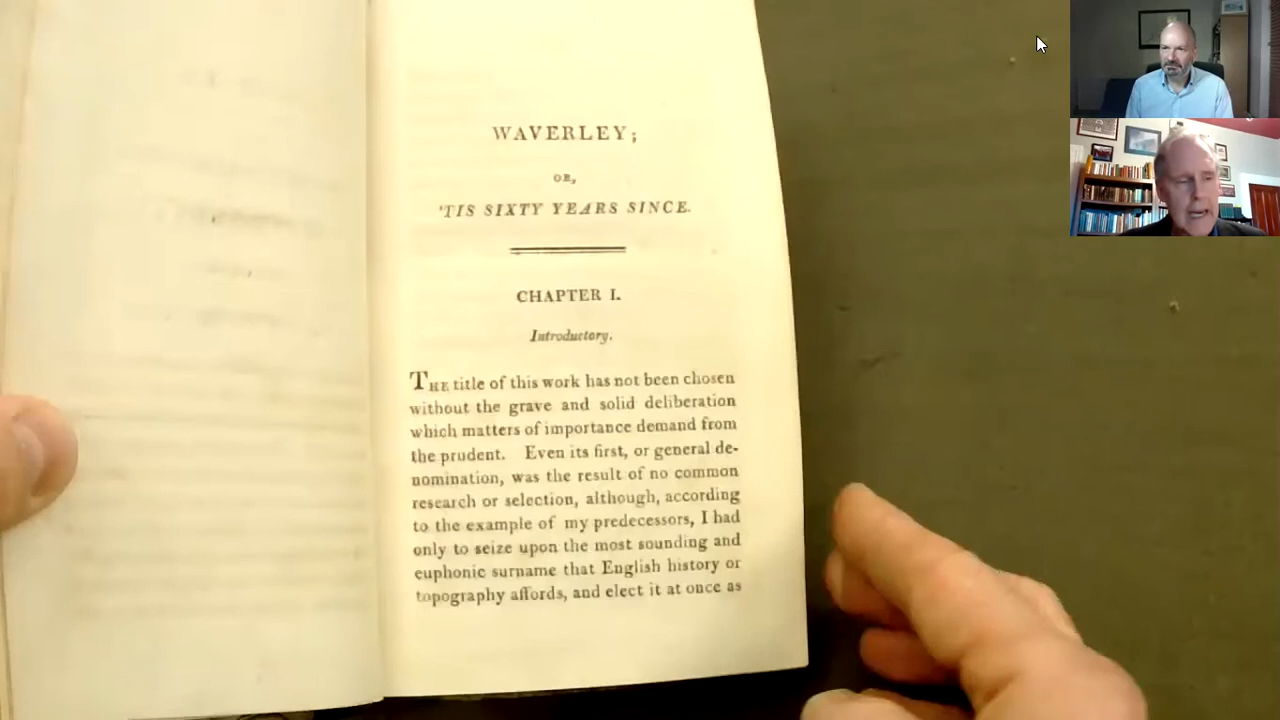 WAVERLEY;
OR,
'TIS SIXTY YEARS SINCE.
CHAPTER I.
Introductory.
THE title of this work has not been chosen
without the grave and solid deliberation
which matters of importance demand from
the prudent. Even its first, or general de-
nomination, was the result of no common
research or selection, although, according
to the example of my predecessors, I had
only to seize upon the most sounding and
euphonic surname that English history or
topography affords, and elect it at once as